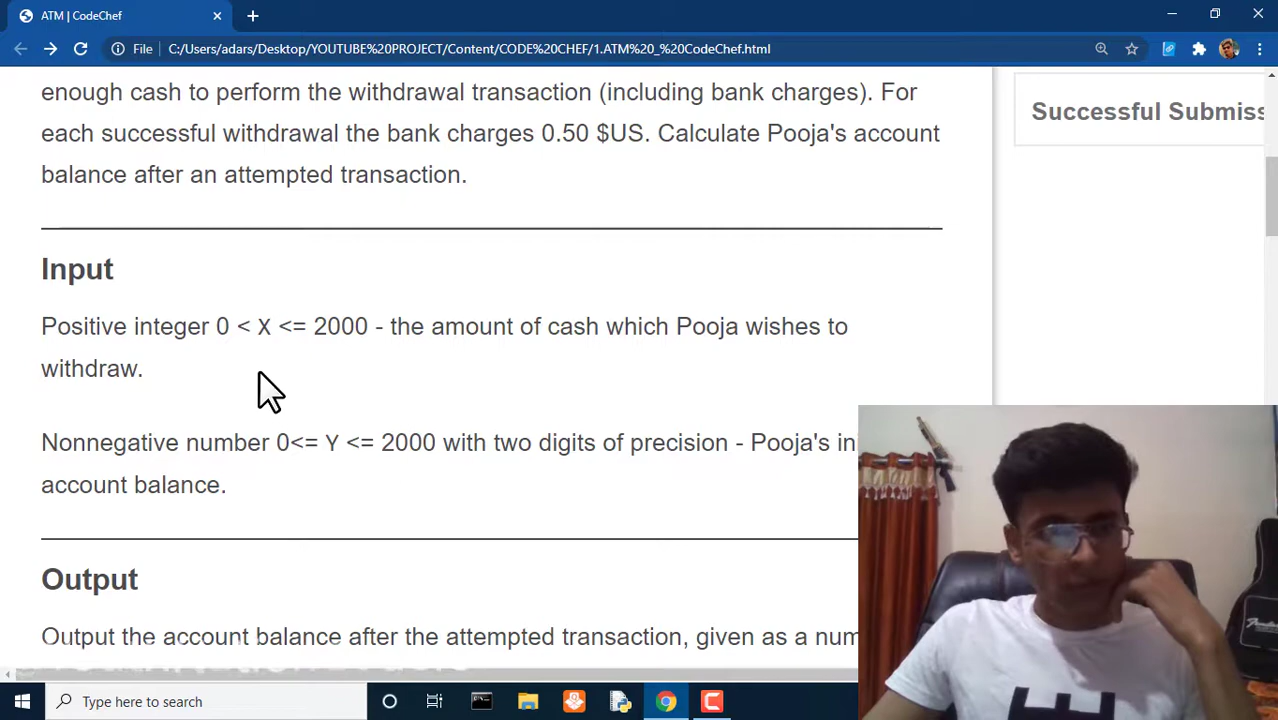 ATM | CodeChef
File
C:/Users/adars/Desktop/YOUTUBE%20PROJECT/Content/CODE%20CHEF/1.ATM%20_%20CodeChef.html
enough cash to perform the withdrawal transaction (including bank charges). For
each successful withdrawal the bank charges 0.50 $US. Calculate Pooja's account
balance after an attempted transaction.
Successful Submiss
Input
Positive integer 0 < X <= 2000 - the amount of cash which Pooja wishes to
withdraw.
Nonnegative number 0<= Y <= 2000 with two digits of precision - Pooja's ini
account balance.
Output
Output the account balance after the attempted transaction, given as a num
Fender
Type here to search